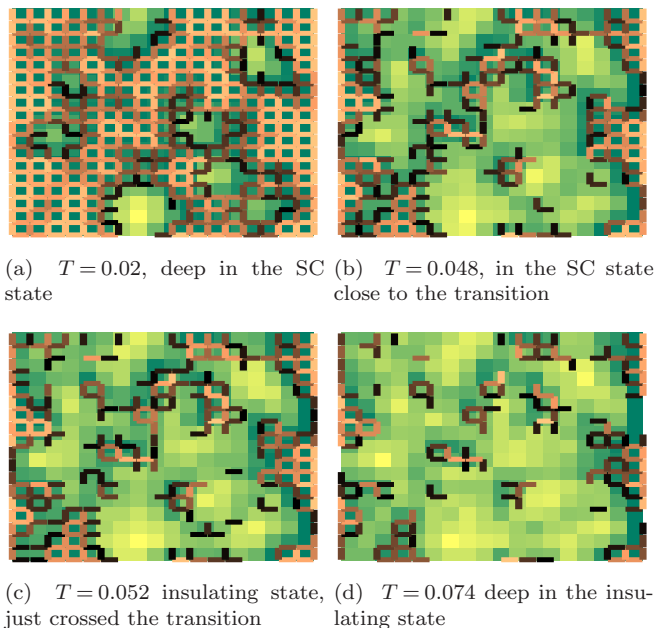 (a) T = 0.02, deep in the SC
state
(b) T = 0.048, in the SC state
close to the transition
(c) T = 0.052 insulating state,
just crossed the transition
(d) T = 0.074 deep in the insu-
lating state